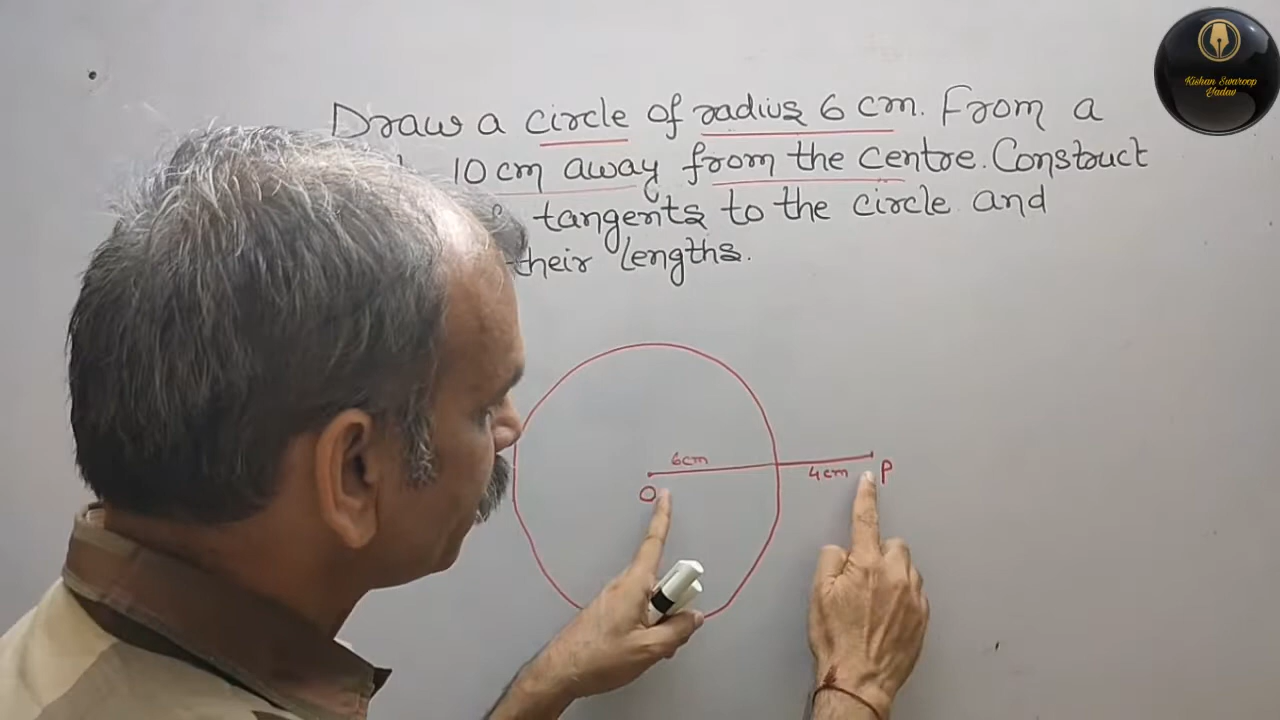 Draw a circle of radius 6 cm. From a
10 cm away from the centre. Construct
tangents to the circle and
their lengths.
6cm
4cm
P
O
Kishan Swaroop
Yadav